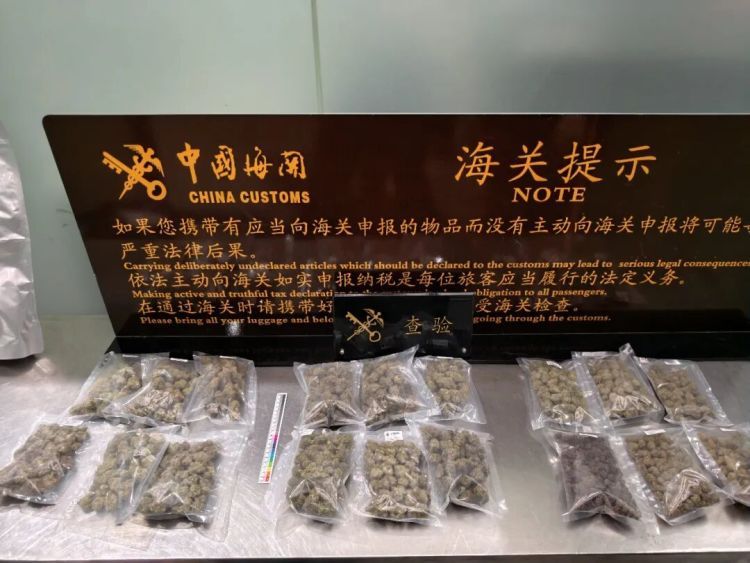 中国海关
CHINA CUSTOMS
海关提示
NOTE
如果您携带有应当向海关申报的物品而没有主动向海关申报将可能
严重法律后果。
Carrying deliberately undeclared articles which should be declared to the customs may lead to serious legal consequences
依法主动向海关如实申报纳税是每位旅客应当履行的法定义务。
Making active and truthful tax obligation to all passengers.
在通过海关时请携带好 受海关检查。
Please bring all your luggage and going through the customs.
查验